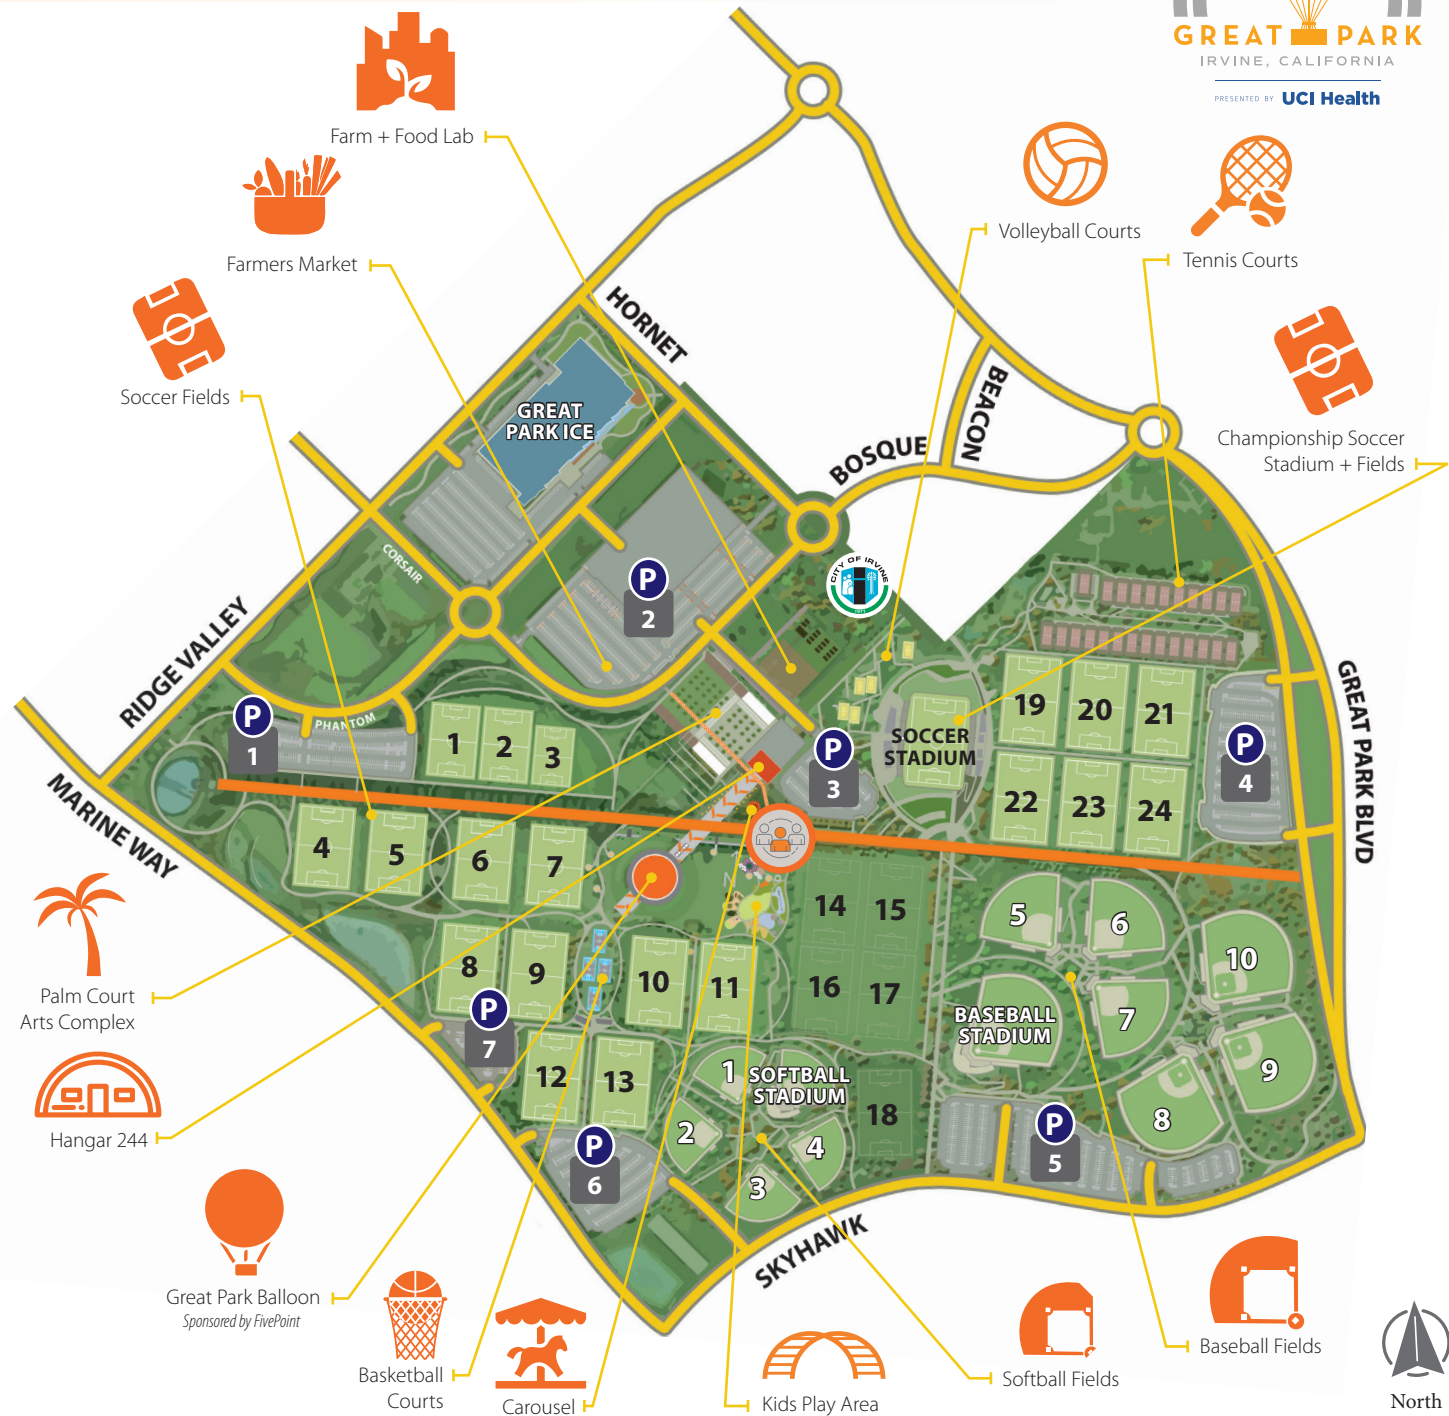 GREAT PARK
IRVINE, CALIFORNIA
PRESENTED BY UCI Health
Farm + Food Lab
Farmers Market
Soccer Fields
Volleyball Courts
Tennis Courts
Championship Soccer
Stadium + Fields
HORNET
BEACON
BOSQUE
GREAT
PARK ICE
CORSAIR
CITY OF IRVINE
1971
RIDGE VALLEY
P
2
P
1
PHANTOM
MARINE WAY
GREAT PARK BLVD
1
2
3
P
3
SOCCER
STADIUM
19
20
21
22
23
24
P
4
4
5
6
7
8
9
10
11
12
13
14
15
16
17
18
P
7
P
6
1
SOFTBALL
STADIUM
2
3
4
5
6
7
8
9
10
BASEBALL
STADIUM
P
5
SKYHAWK
Palm Court
Arts Complex
Hangar 244
Great Park Balloon
Sponsored by FivePoint
Basketball
Courts
Carousel
Kids Play Area
Softball Fields
Baseball Fields
North